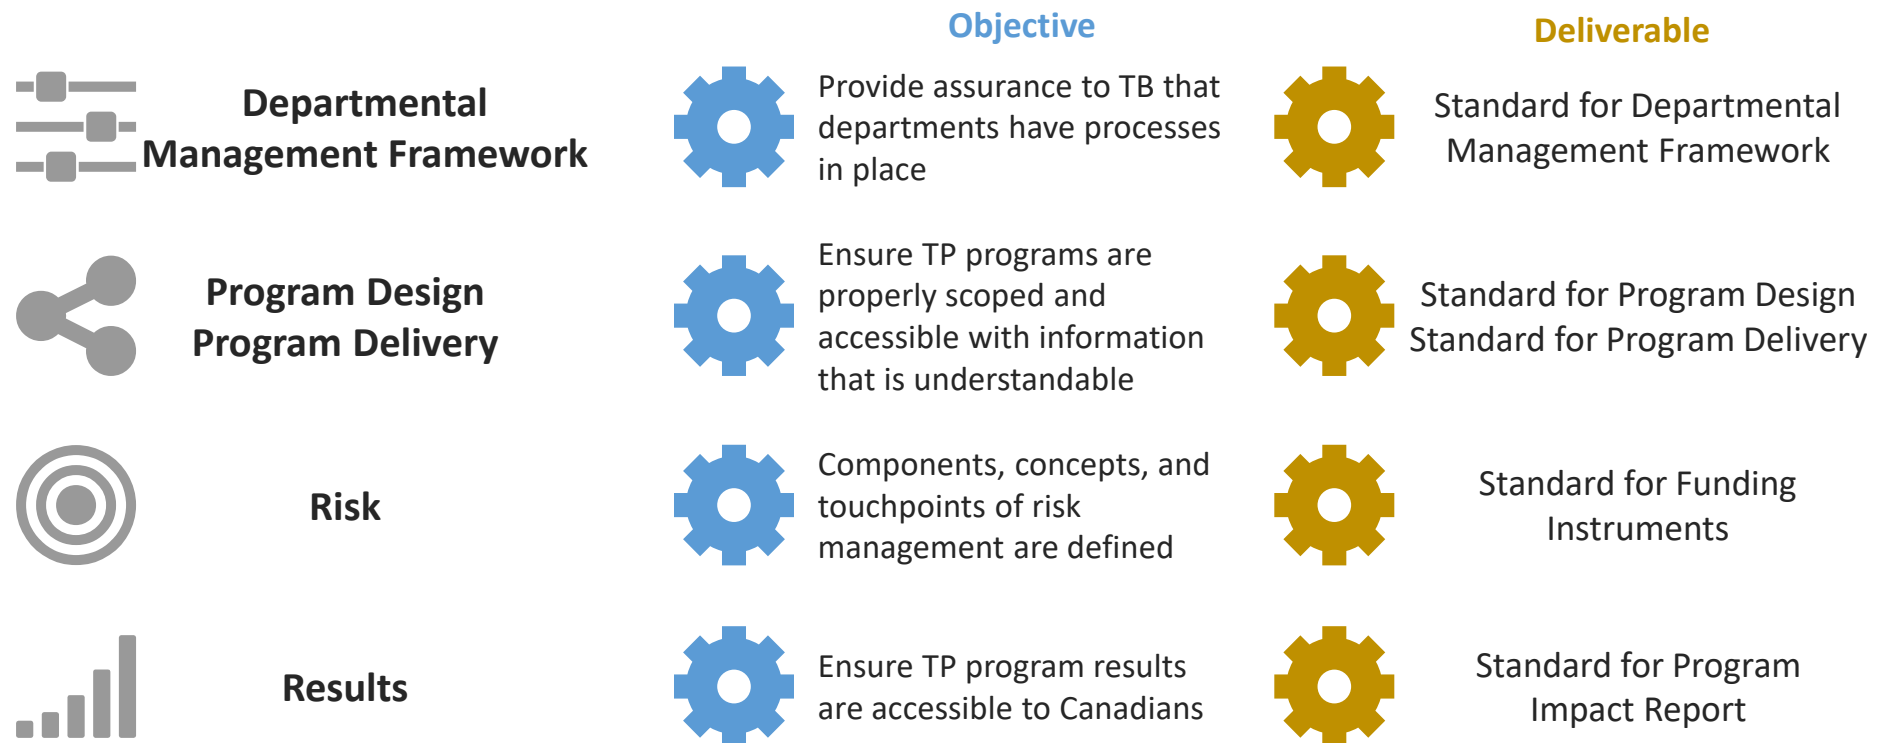 Objective
Deliverable
Departmental
Management Framework
Provide assurance to TB that
departments have processes
in place
Standard for Departmental
Management Framework
Program Design
Program Delivery
Ensure TP programs are
properly scoped and
accessible with information
that is understandable
Standard for Program Design
Standard for Program Delivery
Risk
Components, concepts, and
touchpoints of risk
management are defined
Standard for Funding
Instruments
Results
Ensure TP program results
are accessible to Canadians
Standard for Program
Impact Report